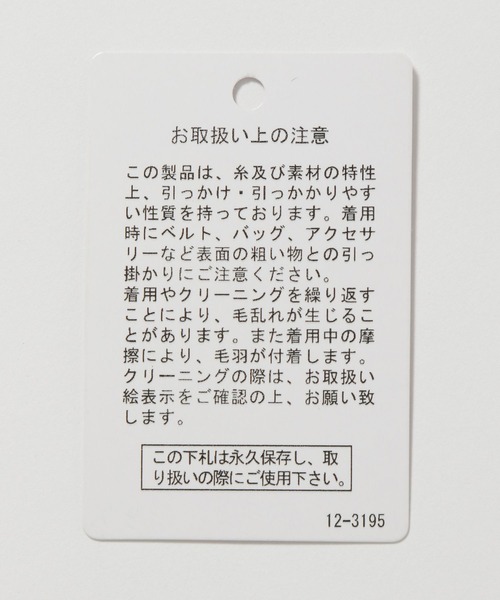 お取扱い上の注意
この製品は、糸及び素材の特性
上、引っかけ・引っかかりやす
い性質を持っております。着用
時にベルト、バッグ、アクセサ
リーなど表面の粗い物との引っ
掛かりにご注意ください。
着用やクリーニングを繰り返す
ことにより、毛乱れが生じるこ
とがあります。また着用中の摩
擦により、毛羽が付着します。
クリーニングの際は、お取扱い
絵表示をご確認の上、お願い致
します。
この下札は永久保存し、取
り扱いの際にご使用下さい。
12-3195